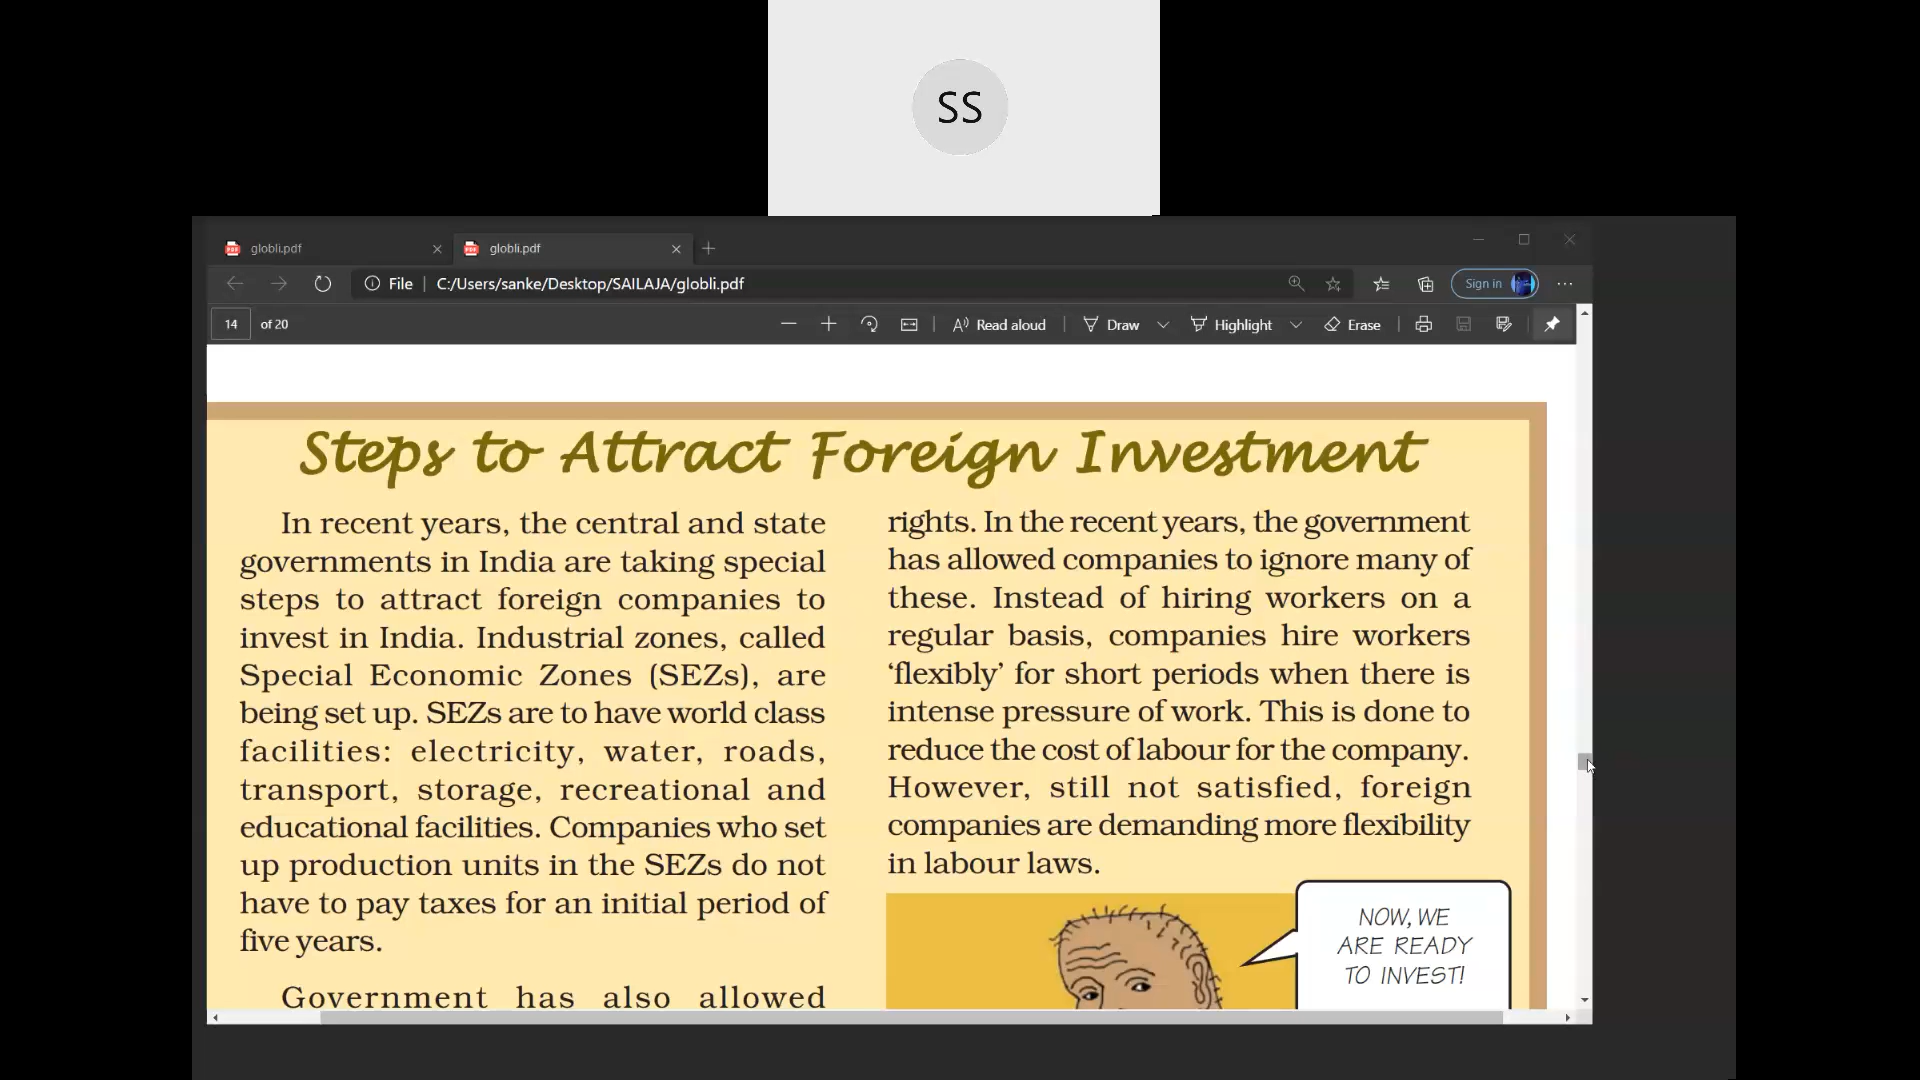 SS
globli.pdf
globli.pdf
File
C:/Users/sanke/Desktop/SAILAJA/globli.pdf
Sign in
14 of 20
Read aloud
Draw
Highlight
Erase
Steps to Attract Foreign Investment
In recent years, the central and state
governments in India are taking special
steps to attract foreign companies to
invest in India. Industrial zones, called
Special Economic Zones (SEZs), are
being set up. SEZs are to have world class
facilities: electricity, water, roads,
transport, storage, recreational and
educational facilities. Companies who set
up production units in the SEZs do not
have to pay taxes for an initial period of
five years.
Government has also allowed
rights. In the recent years, the government
has allowed companies to ignore many of
these. Instead of hiring workers on a
regular basis, companies hire workers
‘flexibly’ for short periods when there is
intense pressure of work. This is done to
reduce the cost of labour for the company.
However, still not satisfied, foreign
companies are demanding more flexibility
in labour laws.
NOW, WE
ARE READY
TO INVEST!